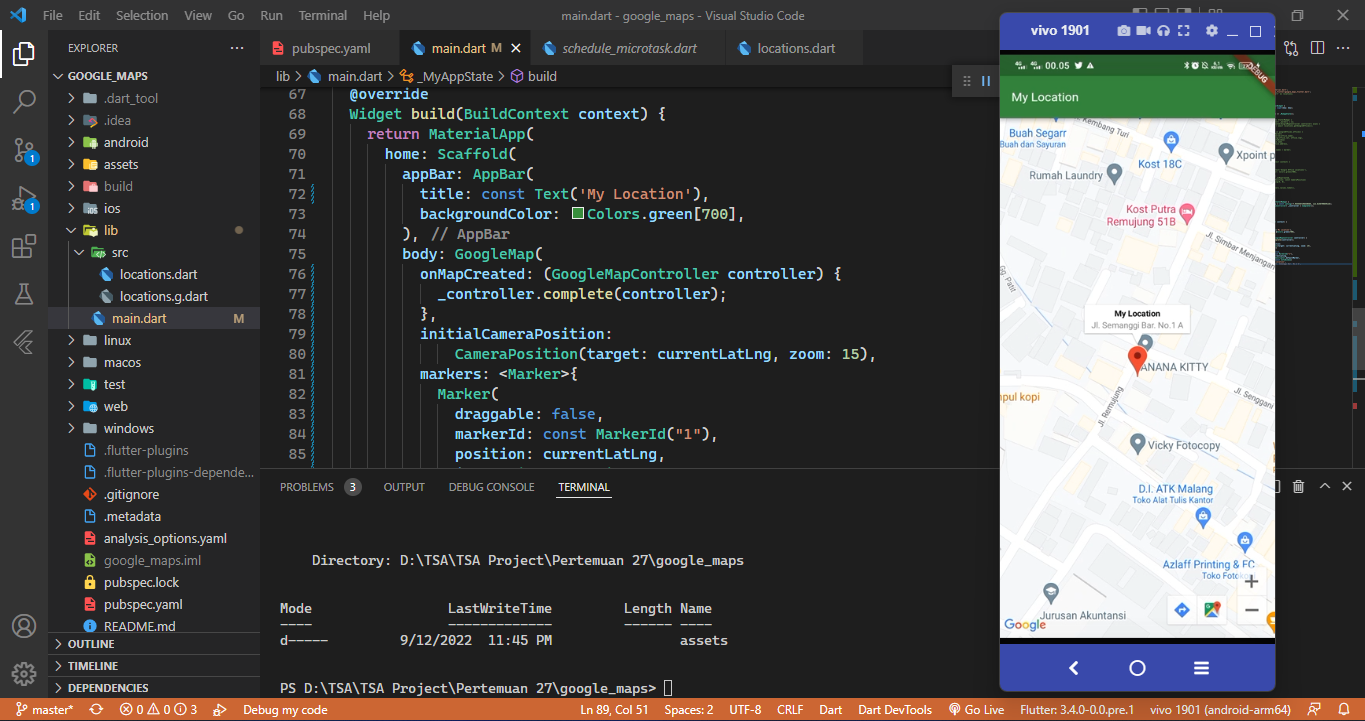 File Edit Selection View Go Run Terminal Help
main.dart - google_maps - Visual Studio Code
EXPLORER
GOOGLE_MAPS
.dart_tool
.idea
android
assets
build
ios
lib
src
locations.dart
locations.g.dart
main.dart M
linux
macos
test
web
windows
.flutter-plugins
.flutter-plugins-depende...
.gitignore
.metadata
analysis_options.yaml
google_maps.iml
pubspec.lock
pubspec.yaml
README.md
OUTLINE
TIMELINE
DEPENDENCIES
1
1
pubspec.yaml main.dart M schedule_microtask.dart locations.dart
lib > main.dart > _MyAppState > build
67 @override
68 Widget build(BuildContext context) {
69 return MaterialApp(
70 home: Scaffold(
71 appBar: AppBar(
72 title: const Text('My Location'),
73 backgroundColor: Colors.green[700],
74 ), // AppBar
75 body: GoogleMap(
76 onMapCreated: (GoogleMapController controller) {
77 _controller.complete(controller);
78 },
79 initialCameraPosition:
80 CameraPosition(target: currentLatLng, zoom: 15),
81 markers: <Marker>{
82 Marker(
83 draggable: false,
84 markerId: const MarkerId("1"),
85 position: currentLatLng,
PROBLEMS 3 OUTPUT DEBUG CONSOLE TERMINAL
Directory: D:\TSA\TSA Project\Pertemuan 27\google_maps
Mode LastWriteTime Length Name
---- ------------- ------ ----
d----- 9/12/2022 11:45 PM assets
PS D:\TSA\TSA Project\Pertemuan 27\google_maps>
vivo 1901
00.05
DEBUG
My Location
Jl. Kembang Turi
Buah Segarr
Buah dan Sayuran
Kost 18C
Xpoint p
Rumah Laundry
Kost Putra
Remujung 51B
Jl. Simbar Menjangan
Gg. Patit
My Location
Jl. Semanggi Bar. No.1 A
ANANA KITTY
Jl. Senggani
npul kopi
Jl. Remujung
Vicky Fotocopy
D.I. ATK Malang
Toko Alat Tulis Kantor
Azlaff Printing & FC
Toko Fotok
Jurusan Akuntansi
Google
master* 0 0 3 Debug my code Ln 89, Col 51 Spaces: 2 UTF-8 CRLF Dart Dart DevTools Go Live Flutter: 3.4.0-0.0.pre.1 vivo 1901 (android-arm64)